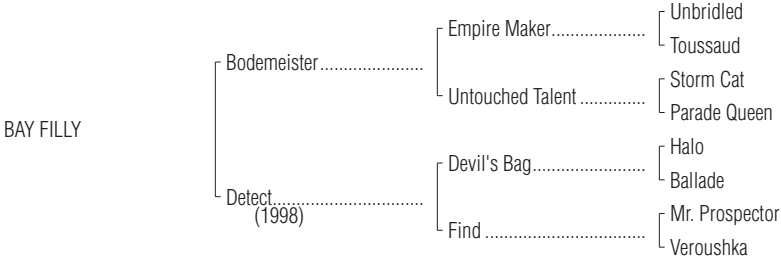 Unbridled
Empire Maker
Toussaud
Bodemeister
Storm Cat
Untouched Talent
Parade Queen
BAY FILLY
Halo
Devil's Bag
Ballade
Detect
(1998)
Mr. Prospector
Find
Veroushka